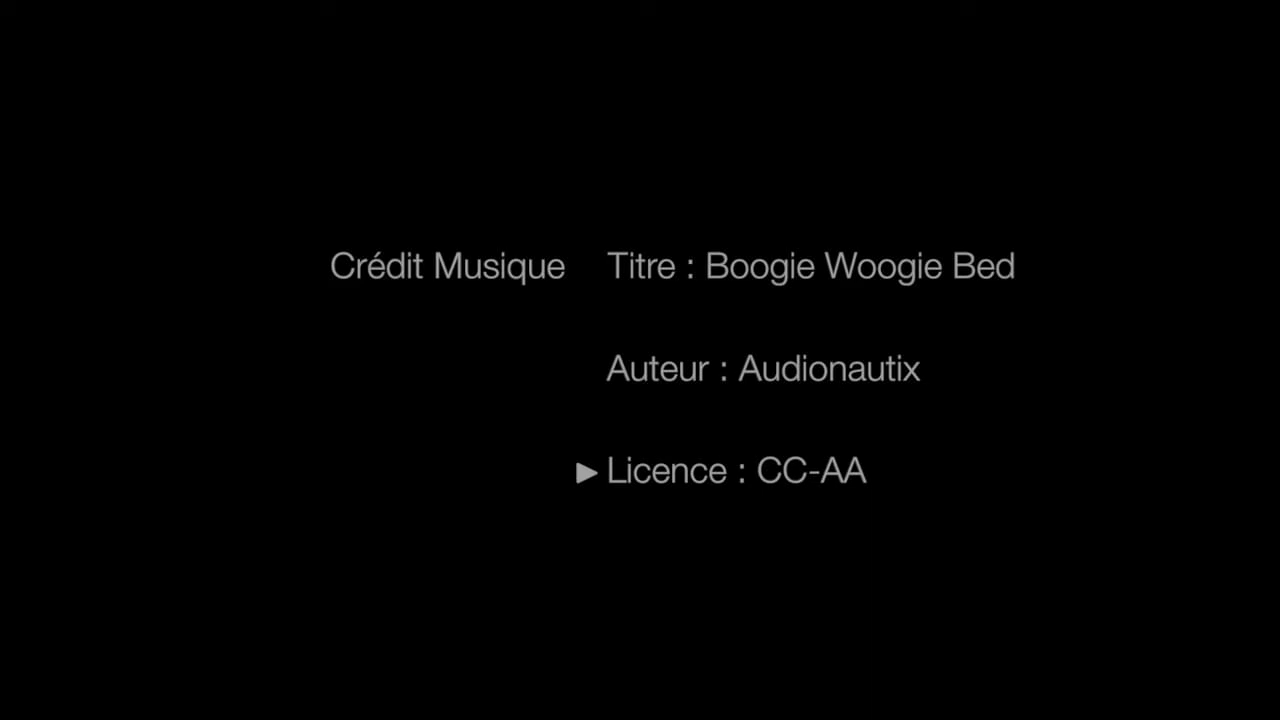 Crédit Musique Titre : Boogie Woogie Bed
Auteur : Audionautix
►Licence : CC-AA